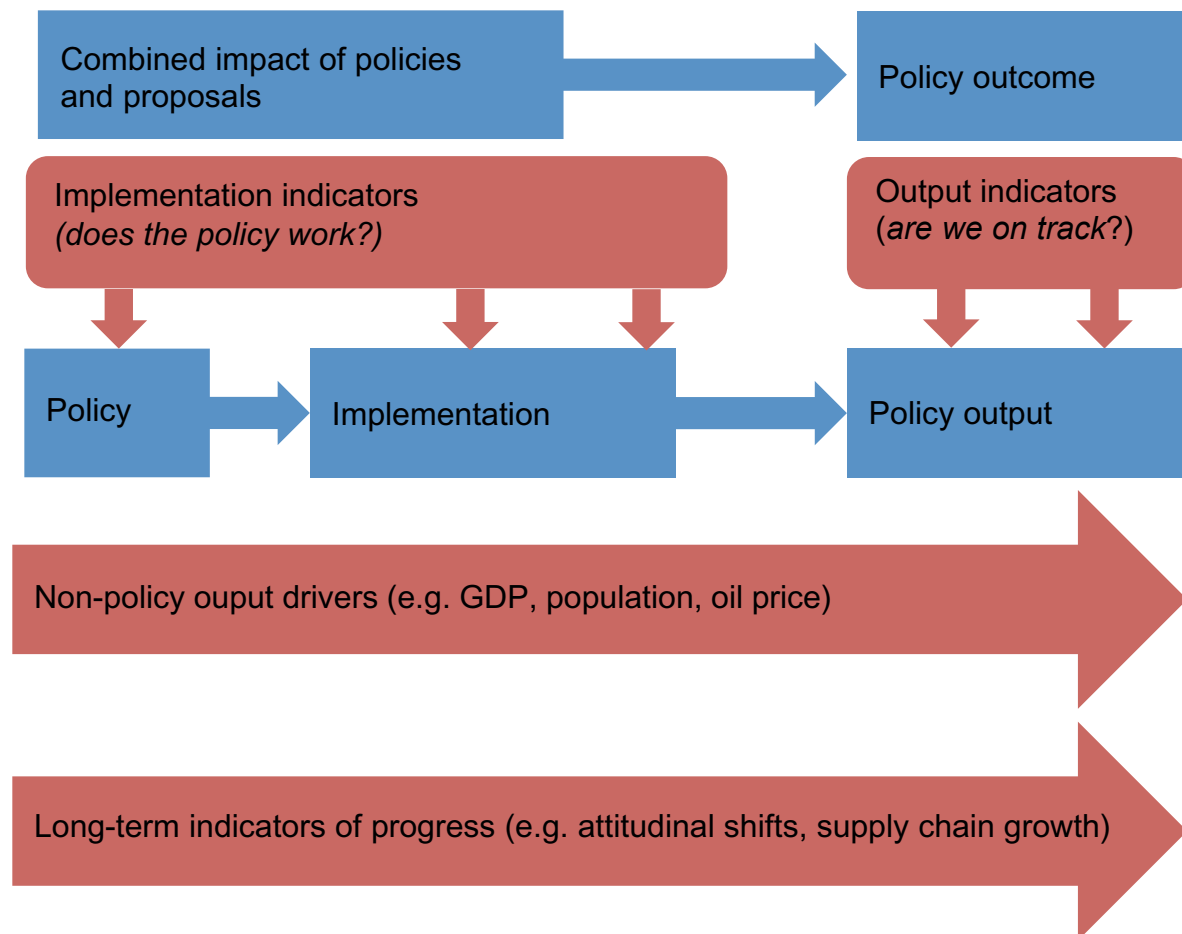 Combined impact of policies
and proposals
Policy outcome
Implementation indicators
(does the policy work?)
Output indicators
(are we on track?)
Policy
Implementation
Policy output
Non-policy ouput drivers (e.g. GDP, population, oil price)
Long-term indicators of progress (e.g. attitudinal shifts, supply chain growth)